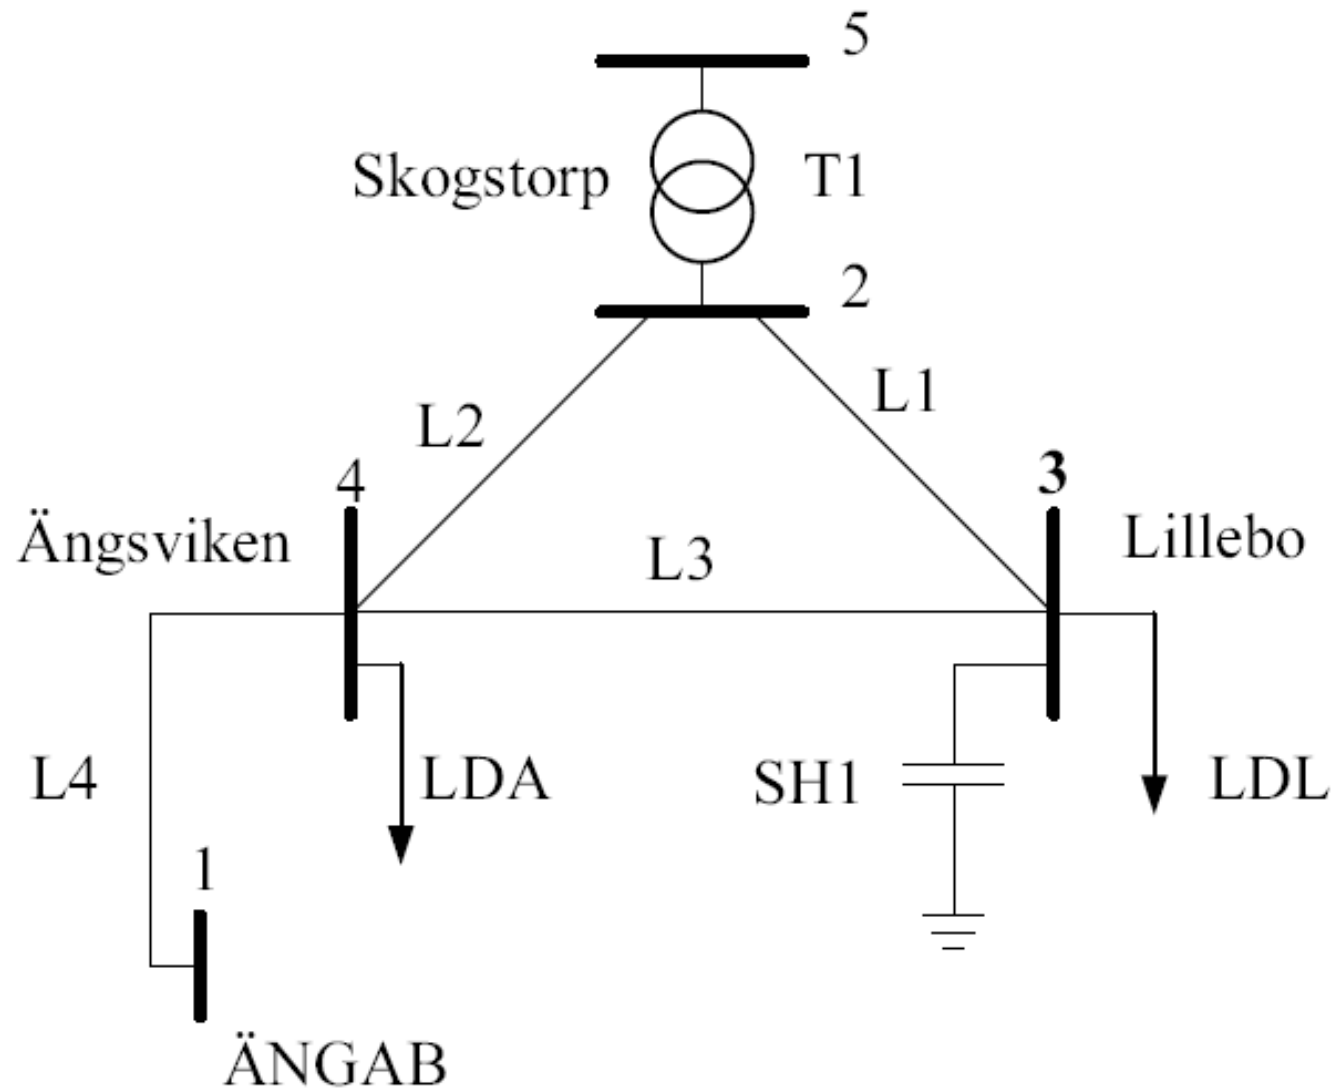 5
Skogstorp T1
2
L2 L1
4 3
Ängsviken L3 Lillebo
L4 LDA SH1 LDL
1
ÄNGAB